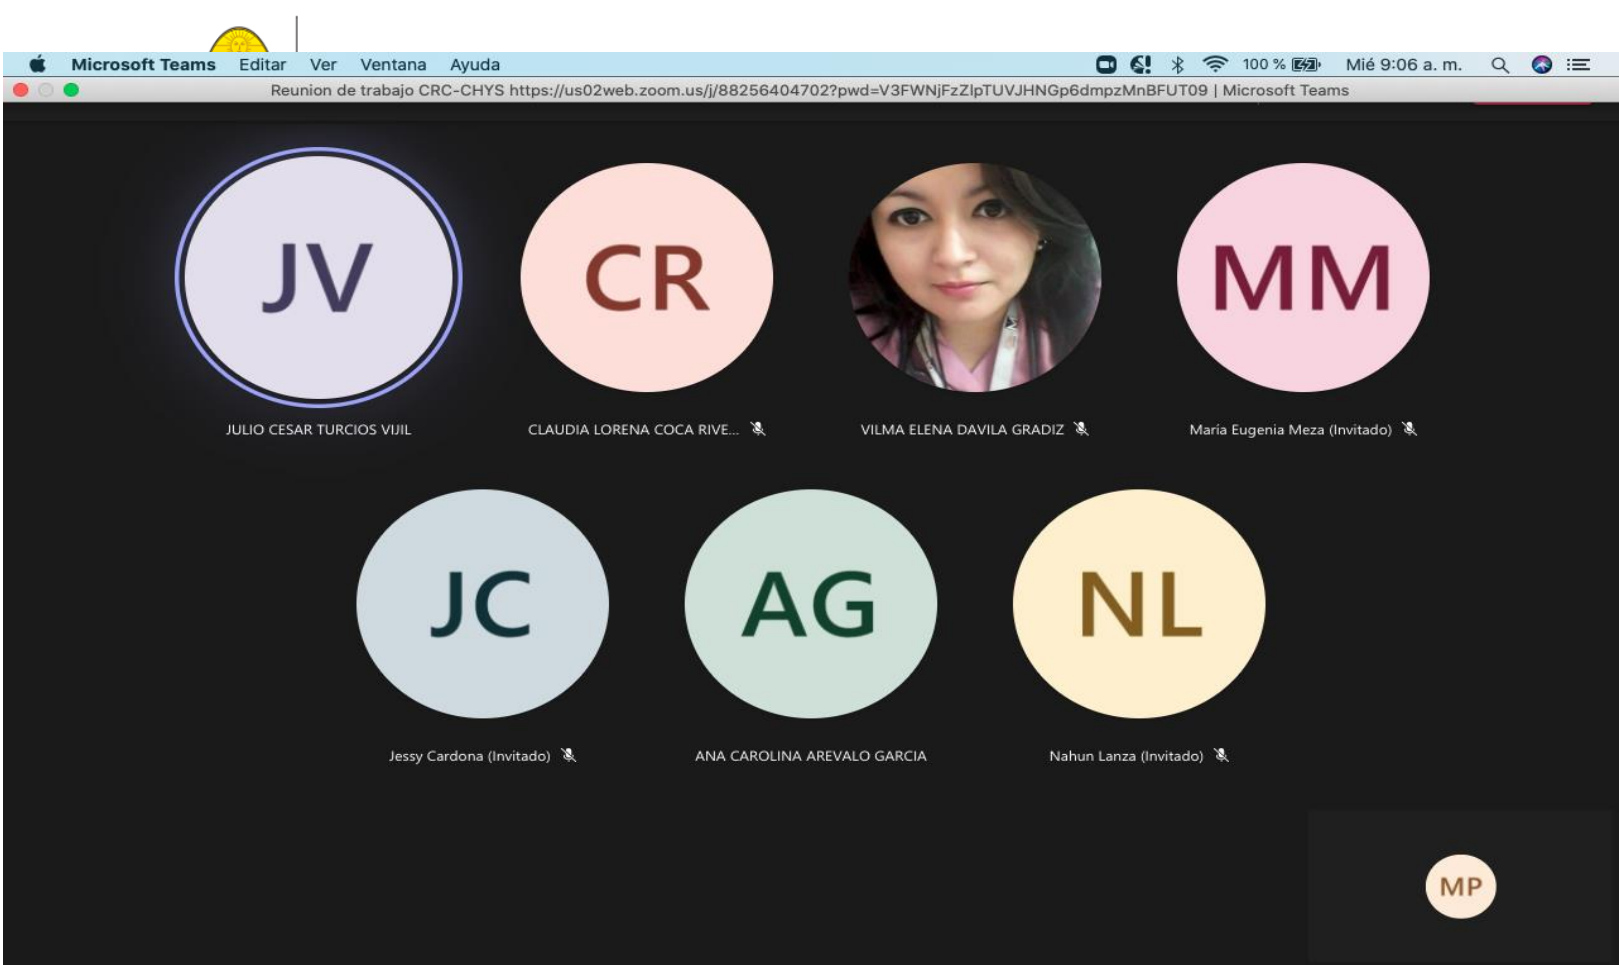 Microsoft Teams Editar Ver Ventana Ayuda 100 % Mié 9:06 a. m.
Reunion de trabajo CRC-CHYS https://us02web.zoom.us/j/88256404702?pwd=V3FWNjFzZlpTUVJHNGp6dmpzMnBFUT09 | Microsoft Teams
JV CR MM
JULIO CESAR TURCIOS VIJIL CLAUDIA LORENA COCA RIVE... VILMA ELENA DAVILA GRADIZ María Eugenia Meza (Invitado)
JC AG NL
Jessy Cardona (Invitado) ANA CAROLINA AREVALO GARCIA Nahun Lanza (Invitado)
MP